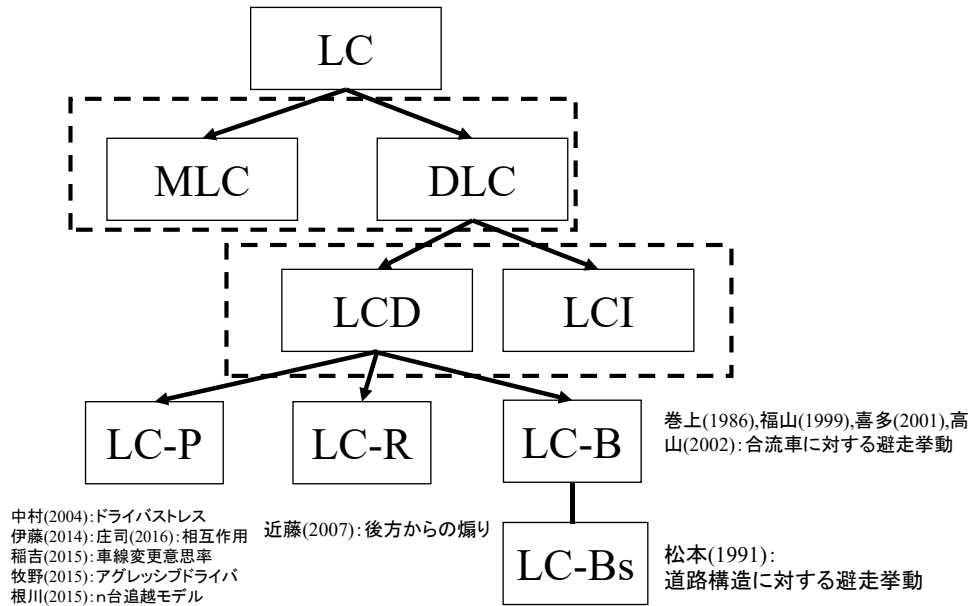 LC
MLC
DLC
LCD
LCI
LC-P
LC-R
LC-B
巻上(1986),福山(1999),喜多(2001),高
山(2002):合流車に対する避走挙動
中村(2004):ドライバストレス
伊藤(2014):庄司(2016):相互作用
稲吉(2015):車線変更意思率
牧野(2015):アグレッシブドライバ
根川(2015):n台追越モデル
近藤(2007):後方からの煽り
LC-Bs
松本(1991):
道路構造に対する避走挙動